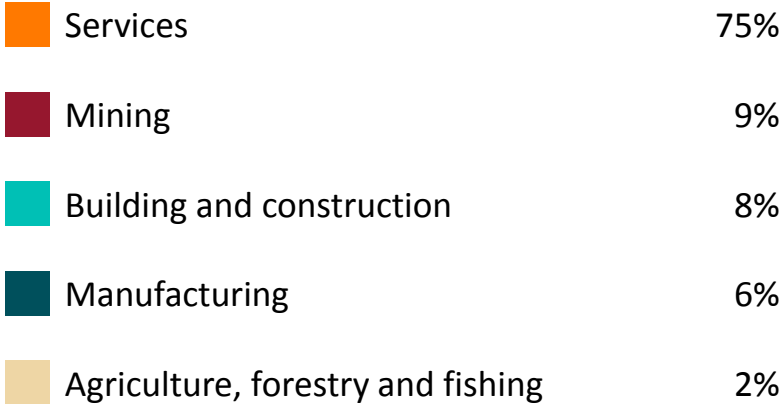 Services 75%
Mining 9%
Building and construction 8%
Manufacturing 6%
Agriculture, forestry and fishing 2%